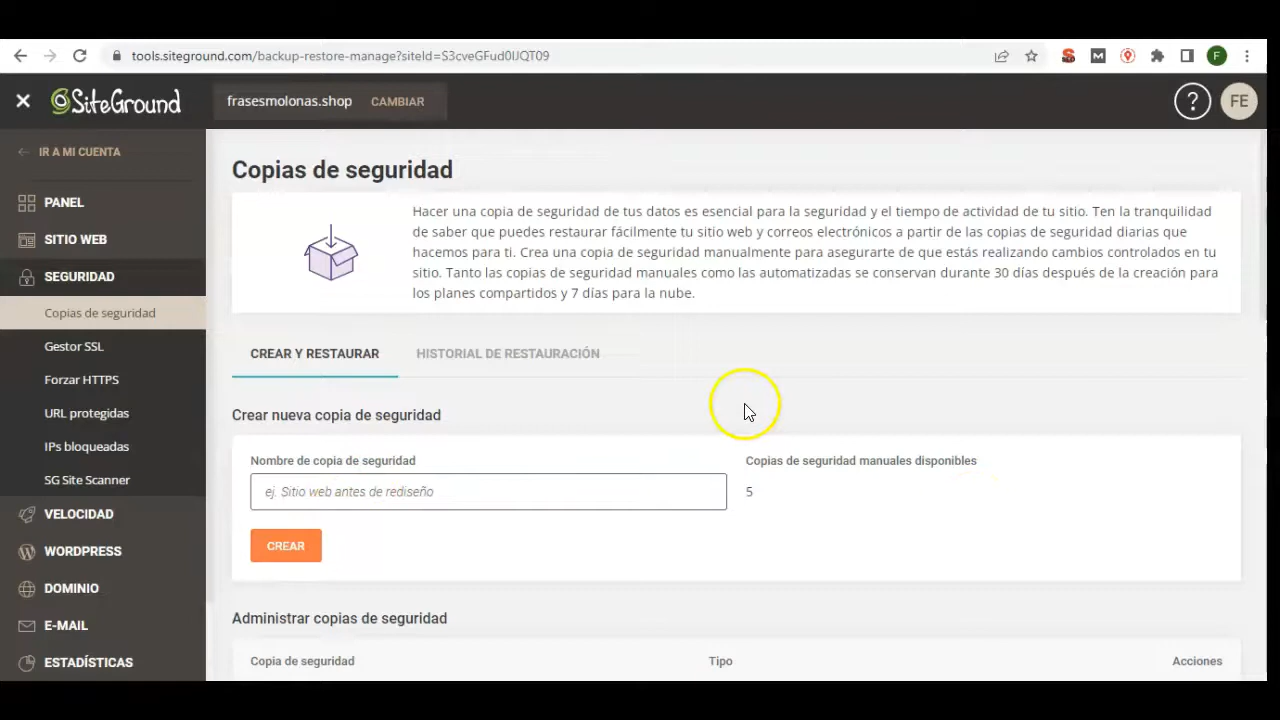 tools.siteground.com/backup-restore-manage?siteId=S3cveGFud0lJQT09
F
SiteGround
frasesmolonas.shop CAMBIAR
?
FE
IR A MI CUENTA
PANEL
SITIO WEB
SEGURIDAD
Copias de seguridad
Gestor SSL
Forzar HTTPS
URL protegidas
IPs bloqueadas
SG Site Scanner
VELOCIDAD
WORDPRESS
DOMINIO
E-MAIL
ESTADÍSTICAS
Copias de seguridad
Hacer una copia de seguridad de tus datos es esencial para la seguridad y el tiempo de actividad de tu sitio. Ten la tranquilidad
de saber que puedes restaurar fácilmente tu sitio web y correos electrónicos a partir de las copias de seguridad diarias que
hacemos para ti. Crea una copia de seguridad manualmente para asegurarte de que estás realizando cambios controlados en tu
sitio. Tanto las copias de seguridad manuales como las automatizadas se conservan durante 30 días después de la creación para
los planes compartidos y 7 días para la nube.
CREAR Y RESTAURAR HISTORIAL DE RESTAURACIÓN
Crear nueva copia de seguridad
Nombre de copia de seguridad
ej. Sitio web antes de rediseño
Copias de seguridad manuales disponibles
5
CREAR
Administrar copias de seguridad
Copia de seguridad Tipo Acciones